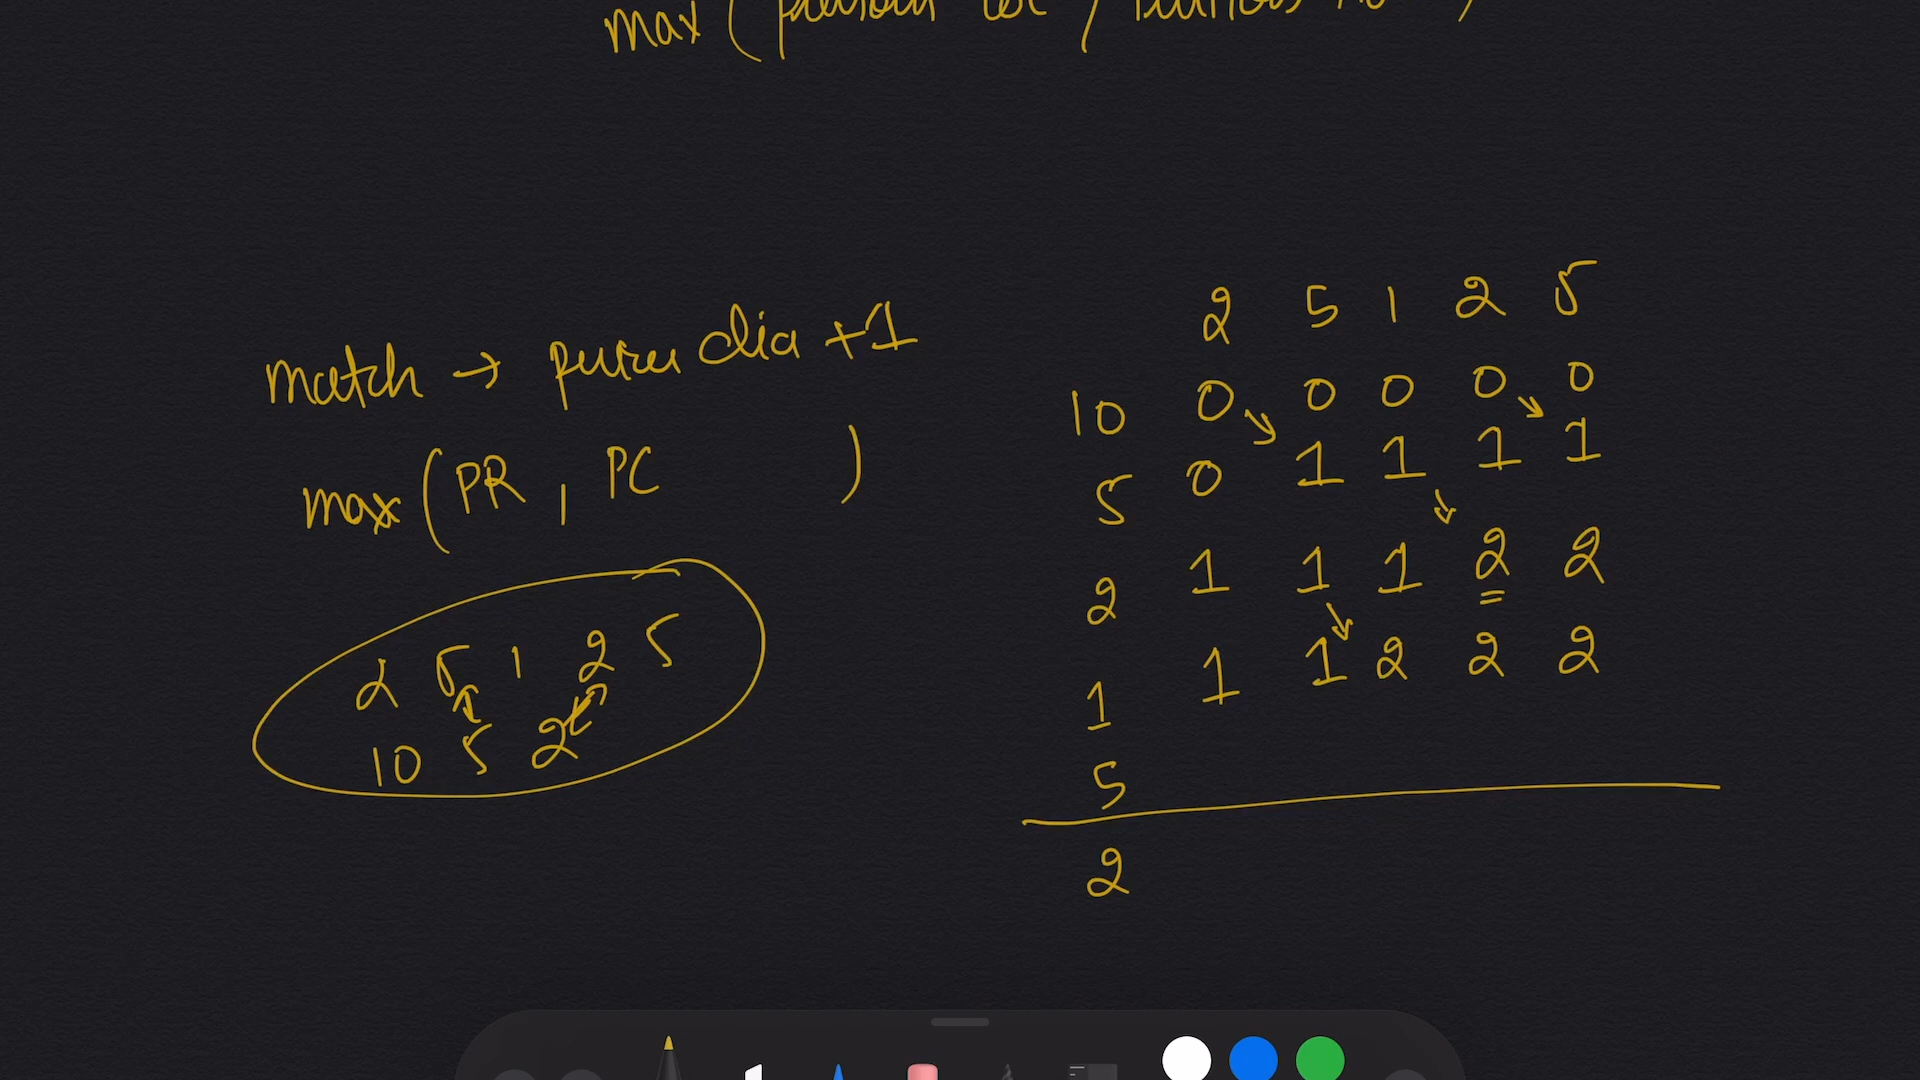 max (
match → prev dia +1
max ( PR , PC )
2 5 1 2 5
10 5 2
2 5 1 2 5
10 0 0 0 0 0
5 0 1 1 1 1
2 1 1 1 2 2
1 1 1 2 2 2
5
2